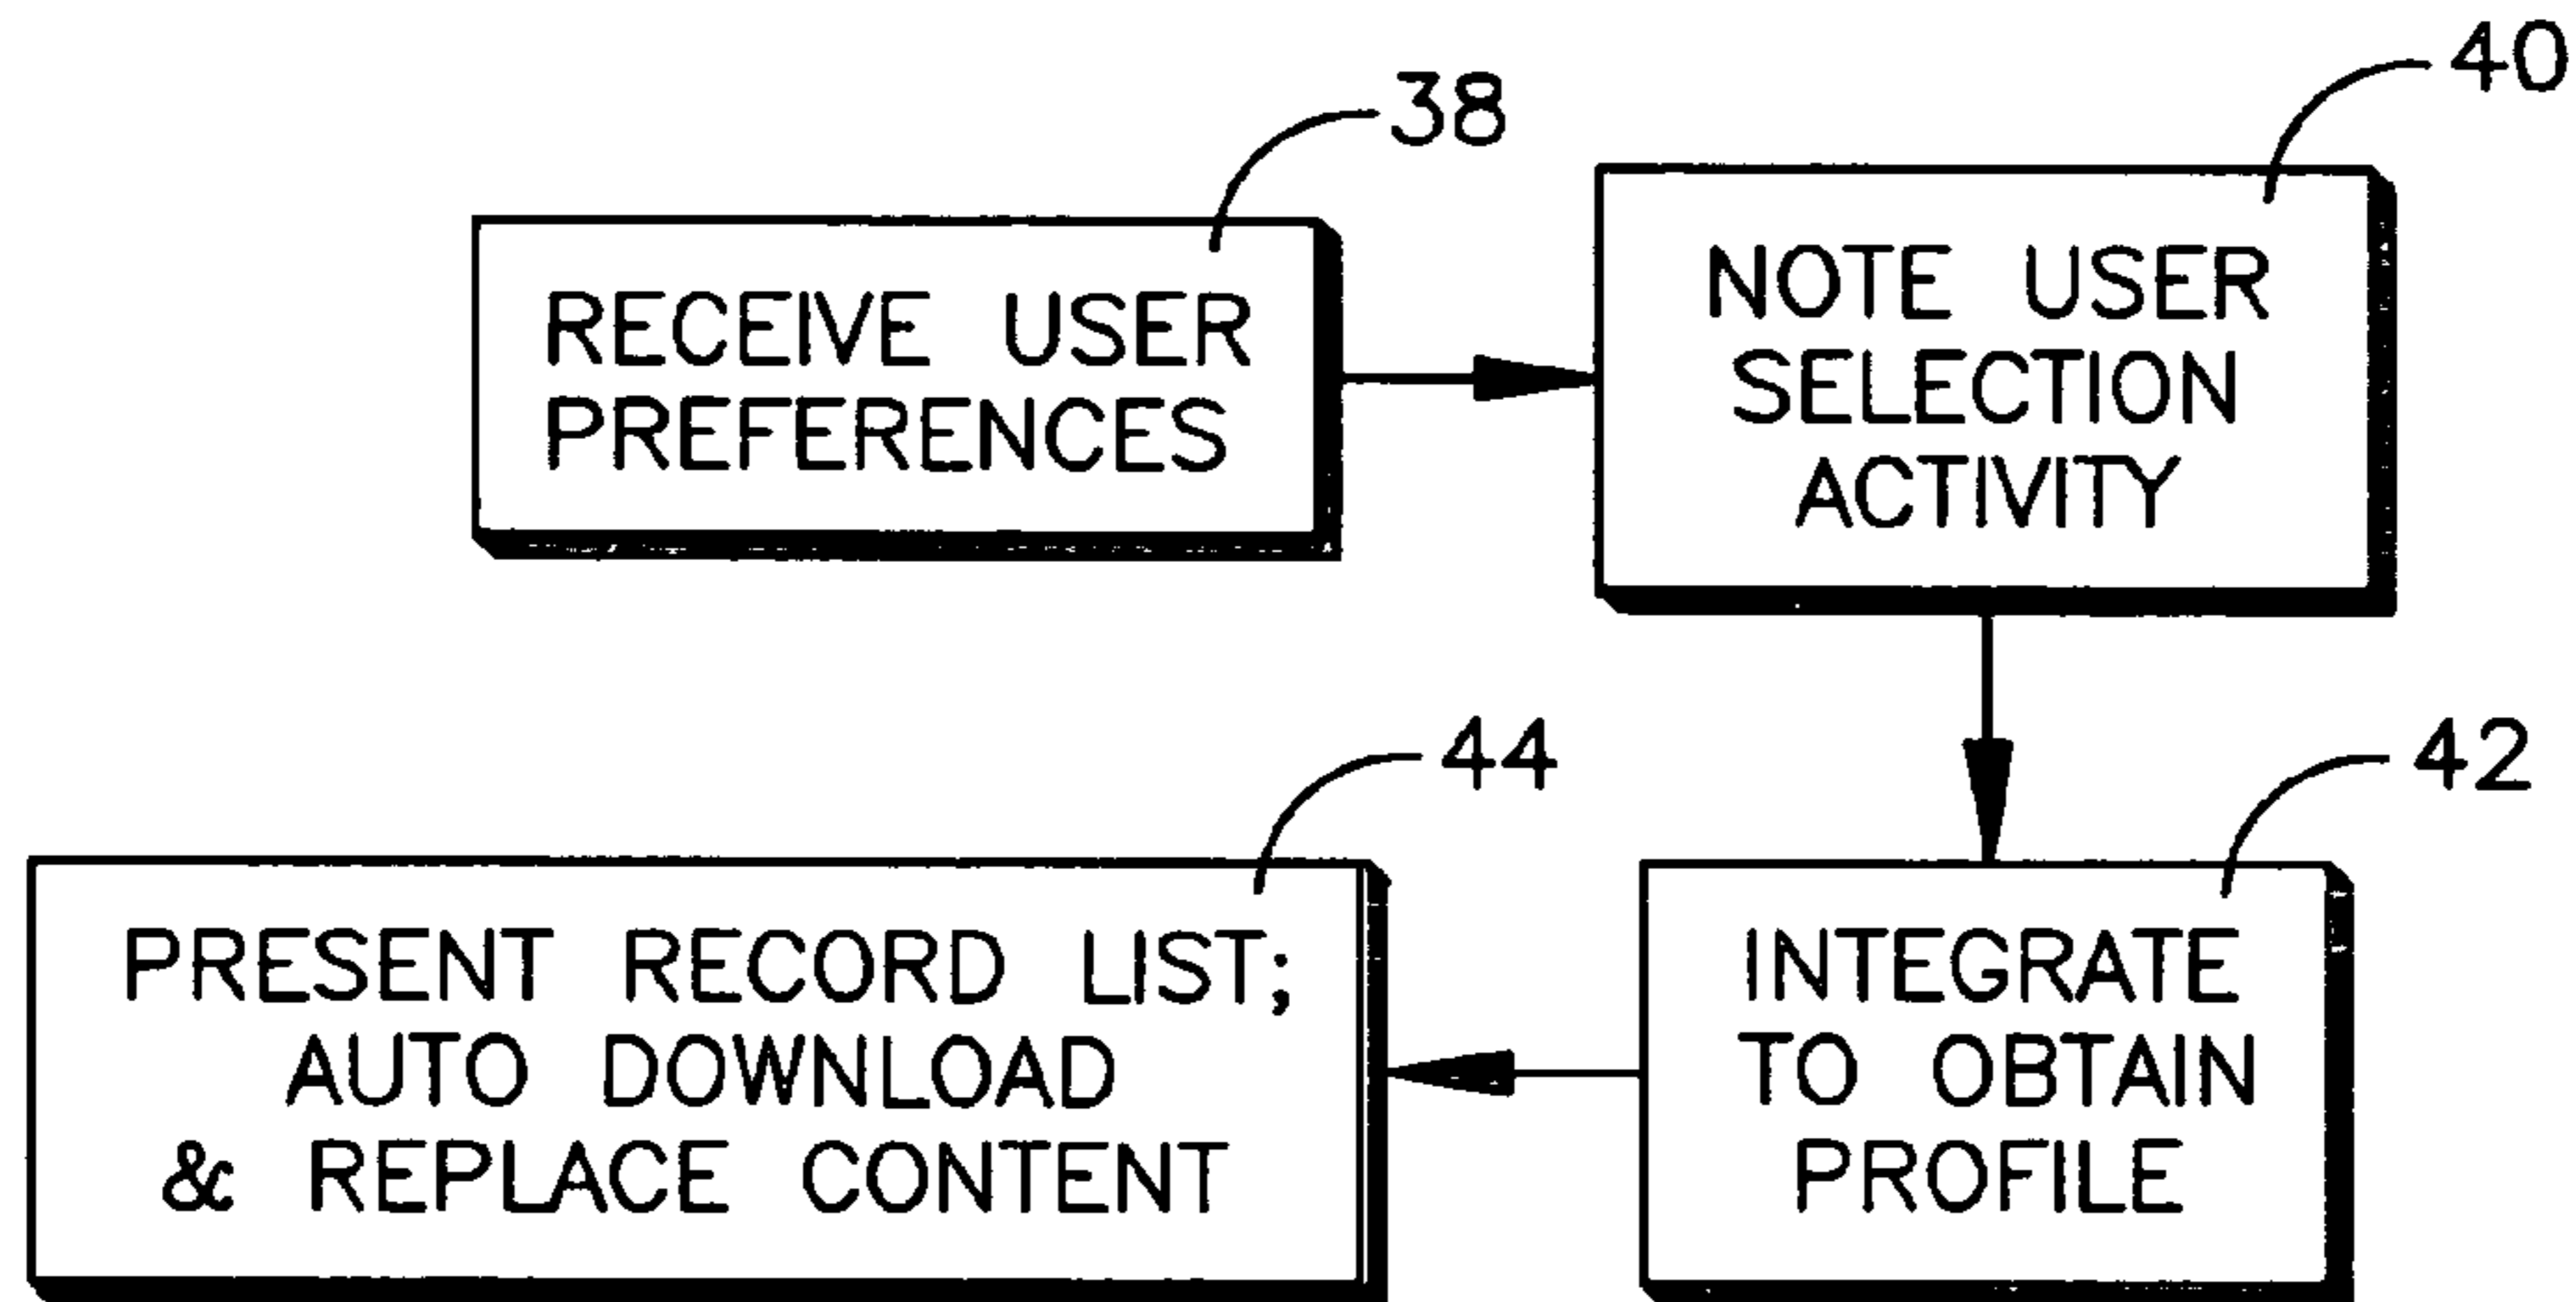 38
RECEIVE USER
PREFERENCES
40
NOTE USER
SELECTION
ACTIVITY
42
INTEGRATE
TO OBTAIN
PROFILE
44
PRESENT RECORD LIST;
AUTO DOWNLOAD
& REPLACE CONTENT